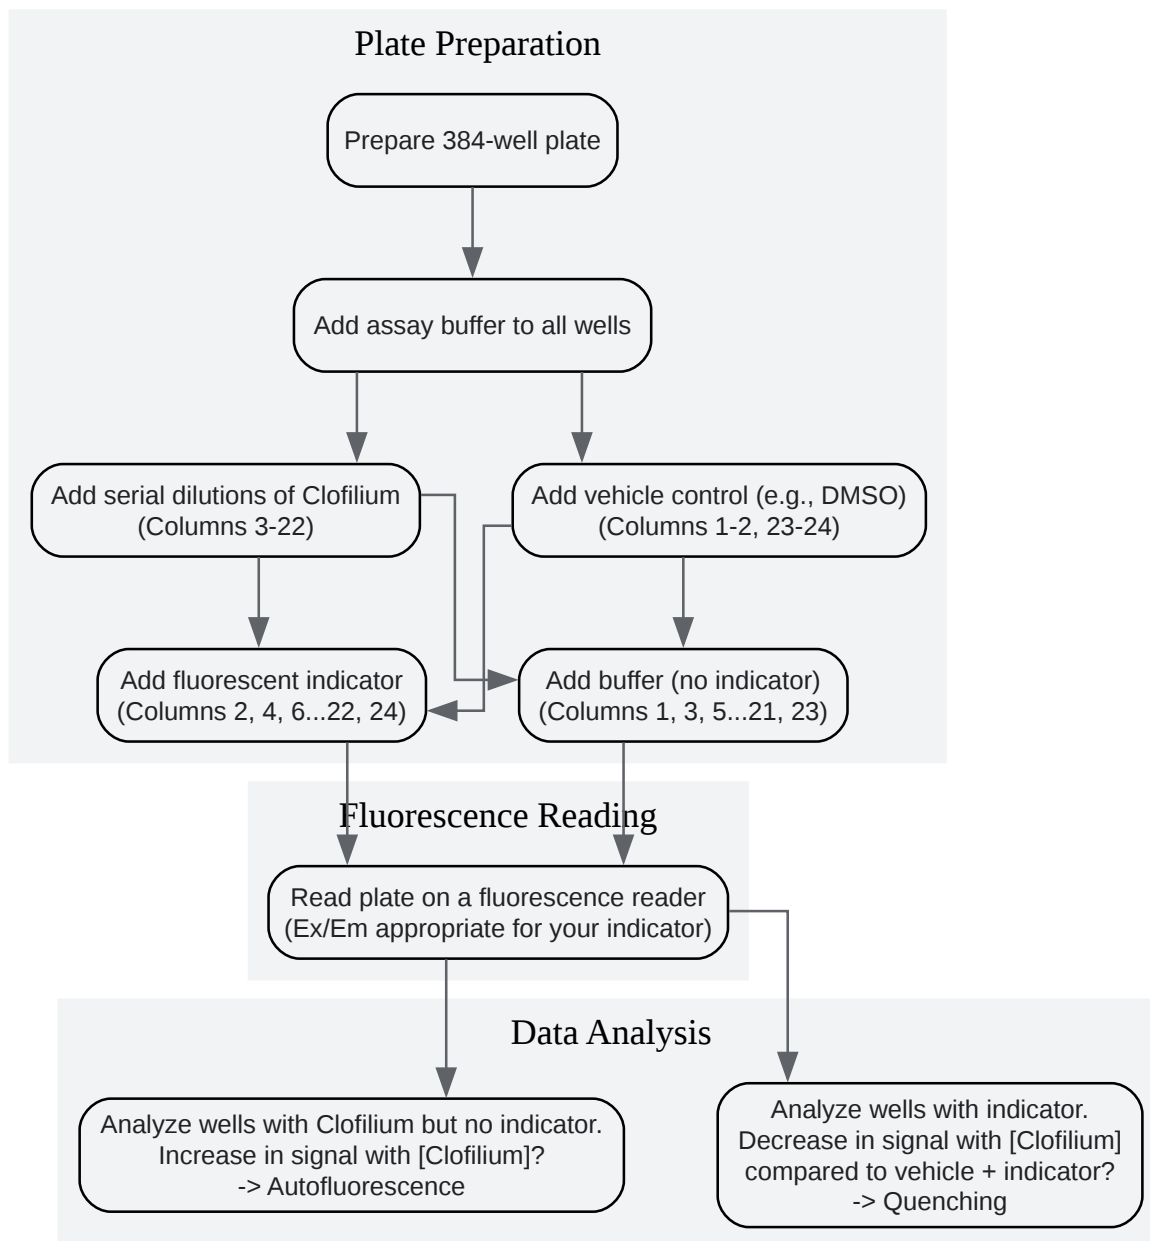 Plate Preparation
Prepare 384-well plate
Add assay buffer to all wells
Add serial dilutions of Clofilium
(Columns 3-22)
Add vehicle control (e.g., DMSO)
(Columns 1-2, 23-24)
Add fluorescent indicator
(Columns 2, 4, 6...22, 24)
Add buffer (no indicator)
(Columns 1, 3, 5...21, 23)
Fluorescence Reading
Read plate on a fluorescence reader
(Ex/Em appropriate for your indicator)
Data Analysis
Analyze wells with Clofilium but no indicator.
Increase in signal with [Clofilium]?
-> Autofluorescence
Analyze wells with indicator.
Decrease in signal with [Clofilium]
compared to vehicle + indicator?
-> Quenching